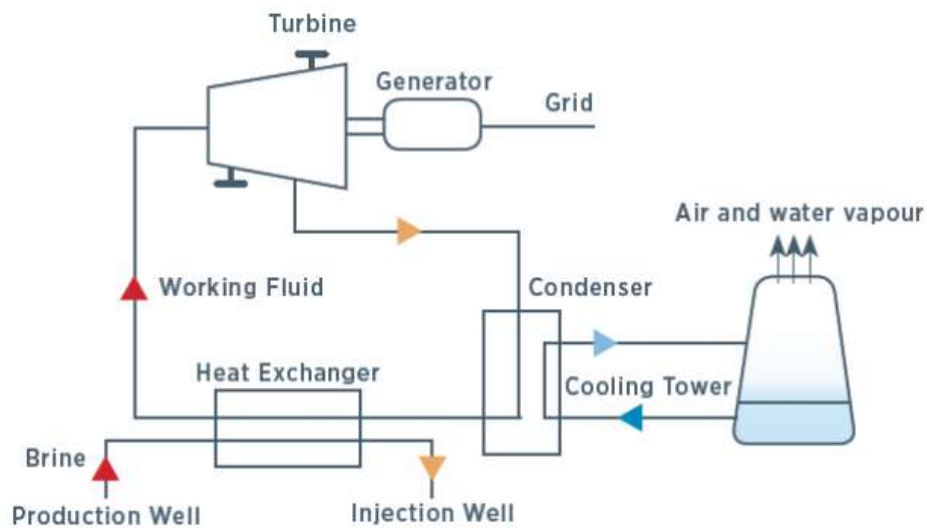 Turbine
Generator
Grid
Air and water vapour
Working Fluid
Condenser
Heat Exchanger
Cooling Tower
Brine
Production Well
Injection Well